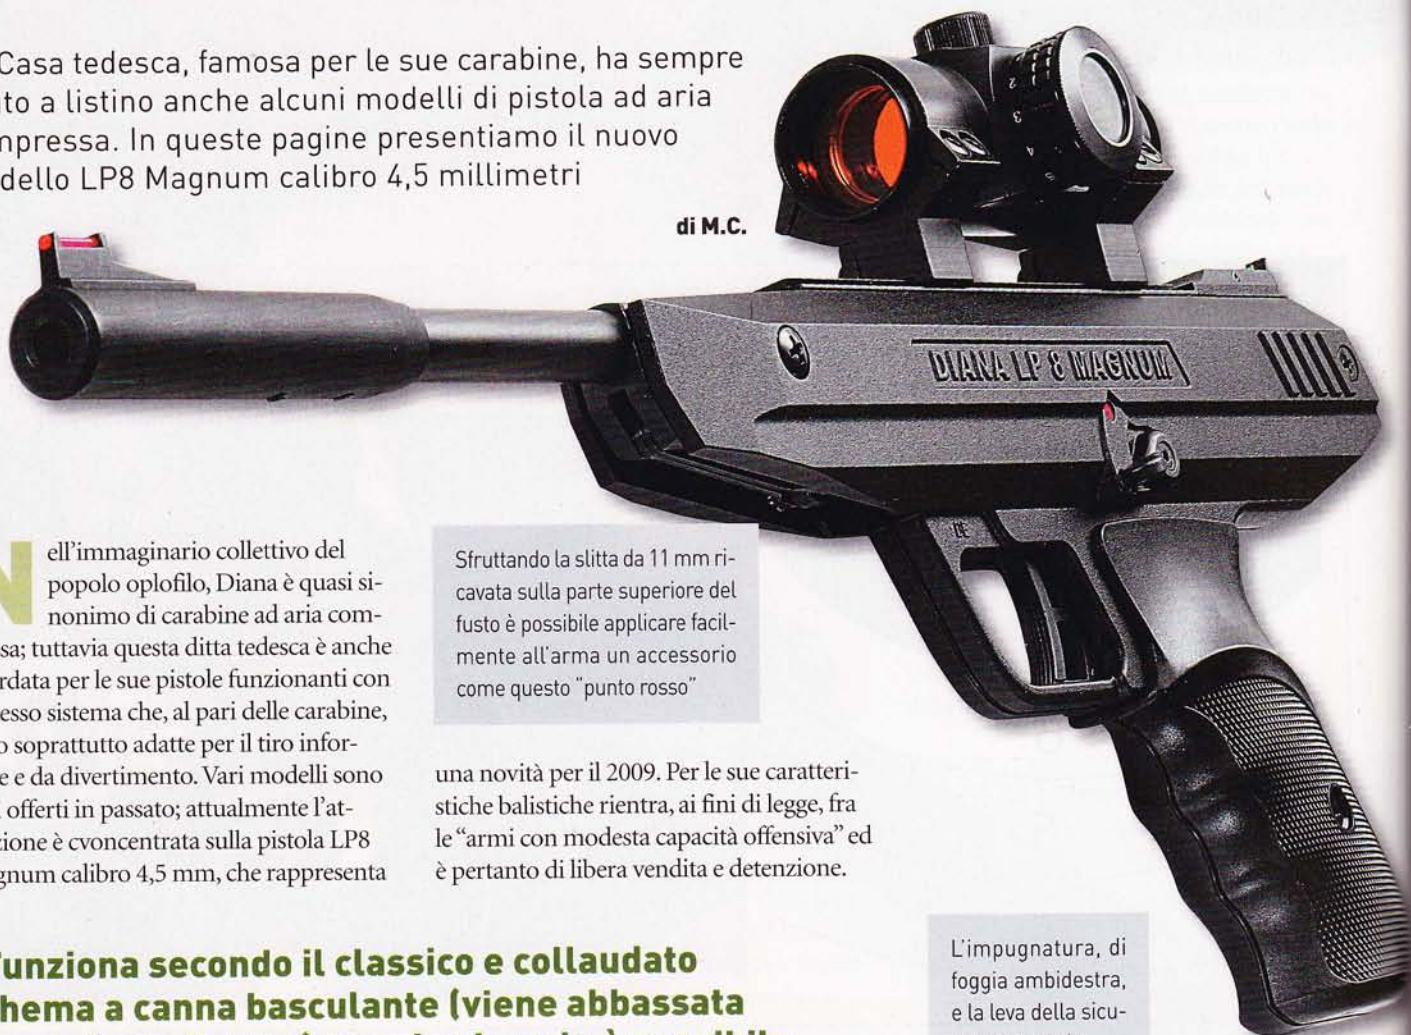 Casa tedesca, famosa per le sue carabine, ha sempre
to a listino anche alcuni modelli di pistola ad aria
mpressa. In queste pagine presentiamo il nuovo
dello LP8 Magnum calibro 4,5 millimetri
di M.C.
DIANA LP 8 MAGNUM
Nell'immaginario collettivo del
popolo oplofilo, Diana è quasi si-
nonimo di carabine ad aria com-
sa; tuttavia questa ditta tedesca è anche
rdata per le sue pistole funzionanti con
esso sistema che, al pari delle carabine,
o soprattutto adatte per il tiro infor-
e e da divertimento. Vari modelli sono
offerti in passato; attualmente l'at-
zione è cvoncentrata sulla pistola LP8
gnum calibro 4,5 mm, che rappresenta
Sfruttando la slitta da 11 mm ri-
cavata sulla parte superiore del
fusto è possibile applicare facil-
mente all'arma un accessorio
come questo "punto rosso"
una novità per il 2009. Per le sue caratteri-
stiche balistiche rientra, ai fini di legge, fra
le "armi con modesta capacità offensiva" ed
è pertanto di libera vendita e detenzione.
unziona secondo il classico e collaudato
hema a canna basculante (viene abbassata
L'impugnatura, di
foggia ambidestra,
e la leva della sicu-